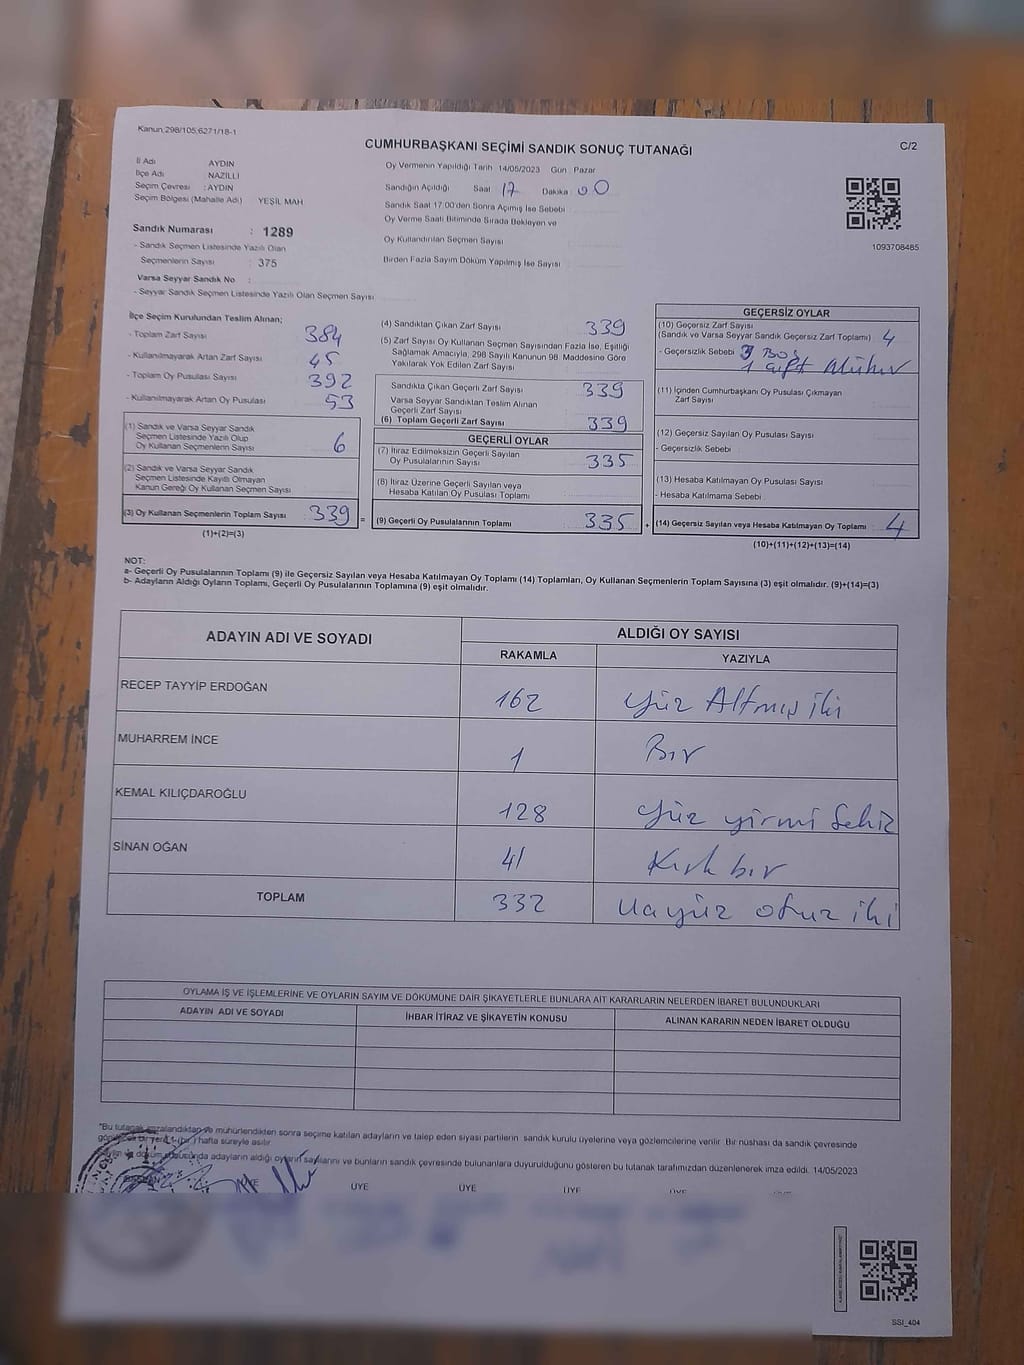 Kanun;298/105,6271/18-1
CUMHURBAŞKANI SEÇİMİ SANDIK SONUÇ TUTANAĞI
C/2
İl Adı AYDIN
İlçe Adı NAZİLLİ
Seçim Çevresi : AYDIN
Seçim Bölgesi (Mahalle Adı) YEŞİL MAH.
Oy Vermenin Yapıldığı Tarih 14/05/2023 Gün : Pazar
Sandığın Açıldığı Saat 17 Dakika 00
Sandık Saat 17:00'den Sonra Açımış İse Sebebi
Oy Verme Saati Bitiminde Sırada Bekleyen ve
Oy Kullandırılan Seçmen Sayısı
Birden Fazla Sayım Döküm Yapılmış İse Sayısı
1093708485
Sandık Numarası : 1289
- Sandık Seçmen Listesinde Yazılı Olan
Seçmenlerin Sayısı : 375
Varsa Seyyar Sandık No :
- Seyyar Sandık Seçmen Listesinde Yazılı Olan Seçmen Sayısı
İlçe Seçim Kurulundan Teslim Alınan;
- Toplam Zarf Sayısı 384
- Kullanılmayarak Artan Zarf Sayısı 45
- Toplam Oy Pusulası Sayısı 392
- Kullanılmayarak Artan Oy Pusulası 53
(1) Sandık ve Varsa Seyyar Sandık
Seçmen Listesinde Yazılı Olup
Oy Kullanan Seçmenlerin Sayısı 6
(2) Sandık ve Varsa Seyyar Sandık
Seçmen Listesinde Kayıtlı Olmayan
Kanun Gereği Oy Kullanan Seçmen Sayısı
(3) Oy Kullanan Seçmenlerin Toplam Sayısı 339 =
(1)+(2)=(3)
(4) Sandıktan Çıkan Zarf Sayısı 339
(5) Zarf Sayısı Oy Kullanan Seçmen Sayısından Fazla İse, Eşitliği
Sağlamak Amacıyla, 298 Sayılı Kanunun 98. Maddesine Göre
Yakılarak Yok Edilen Zarf Sayısı
Sandıkta Çıkan Geçerli Zarf Sayısı 339
Varsa Seyyar Sandıktan Teslim Alınan
Geçerli Zarf Sayısı
(6) Toplam Geçerli Zarf Sayısı 339
GEÇERLİ OYLAR
(7) İtiraz Edilmeksizin Geçerli Sayılan
Oy Pusulalarının Sayısı 335
(8) İtiraz Üzerine Geçerli Sayılan veya
Hesaba Katılan Oy Pusulası Toplamı
(9) Geçerli Oy Pusulalarının Toplamı 335 +
GEÇERSİZ OYLAR
(10) Geçersiz Zarf Sayısı
(Sandık ve Varsa Seyyar Sandık Geçersiz Zarf Toplamı) 4
- Geçersizlik Sebebi 3 Boş
1 Çift Mühür
(11) İçinden Cumhurbaşkanı Oy Pusulası Çıkmayan
Zarf Sayısı
(12) Geçersiz Sayılan Oy Pusulası Sayısı
- Geçersizlik Sebebi
(13) Hesaba Katılmayan Oy Pusulası Sayısı
- Hesaba Katılmama Sebebi
(14) Geçersiz Sayılan veya Hesaba Katılmayan Oy Toplamı 4
(10)+(11)+(12)+(13)=(14)
NOT:
a- Geçerli Oy Pusulalarının Toplamı (9) ile Geçersiz Sayılan veya Hesaba Katılmayan Oy Toplamı (14) Toplamları, Oy Kullanan Seçmenlerin Toplam Sayısına (3) eşit olmalıdır. (9)+(14)=(3)
b- Adayların Aldığı Oyların Toplamı, Geçerli Oy Pusulalarının Toplamına (9) eşit olmalıdır.
ADAYIN ADI VE SOYADI
ALDIĞI OY SAYISI
RAKAMLA YAZIYLA
RECEP TAYYİP ERDOĞAN 162 Yüz Altmış iki
MUHARREM İNCE 1 Bır
KEMAL KILIÇDAROĞLU 128 Yüz yirmi Sekiz
SİNAN OĞAN 41 Kırk bır
TOPLAM 332 Üçyüz otuz iki
OYLAMA İŞ VE İŞLEMLERİNE VE OYLARIN SAYIM VE DÖKÜMÜNE DAİR ŞİKAYETLERLE BUNLARA AİT KARARLARIN NELERDEN İBARET BULUNDUKLARI
ADAYIN ADI VE SOYADI İHBAR İTİRAZ VE ŞİKAYETİN KONUSU ALINAN KARARIN NEDEN İBARET OLDUĞU
*Bu tutanak imzalandıktan ve mühürlendikten sonra seçime katılan adayların ve talep eden siyasi partilerin sandık kurulu üyelerine veya gözlemcilerine verilir. Bir nüshası da sandık çevresinde
bir yere 1 (bir) hafta süreyle asılır
Sayım ve döküm sonucunda adayların aldığı oyların sayılarını ve bunların sandık çevresinde bulunanlara duyurulduğunu gösteren bu tutanak tarafımızdan düzenlenerek imza edildi. 14/05/2023
BAŞKAN ÜYE ÜYE ÜYE ÜYE ÜYE
SSI_404